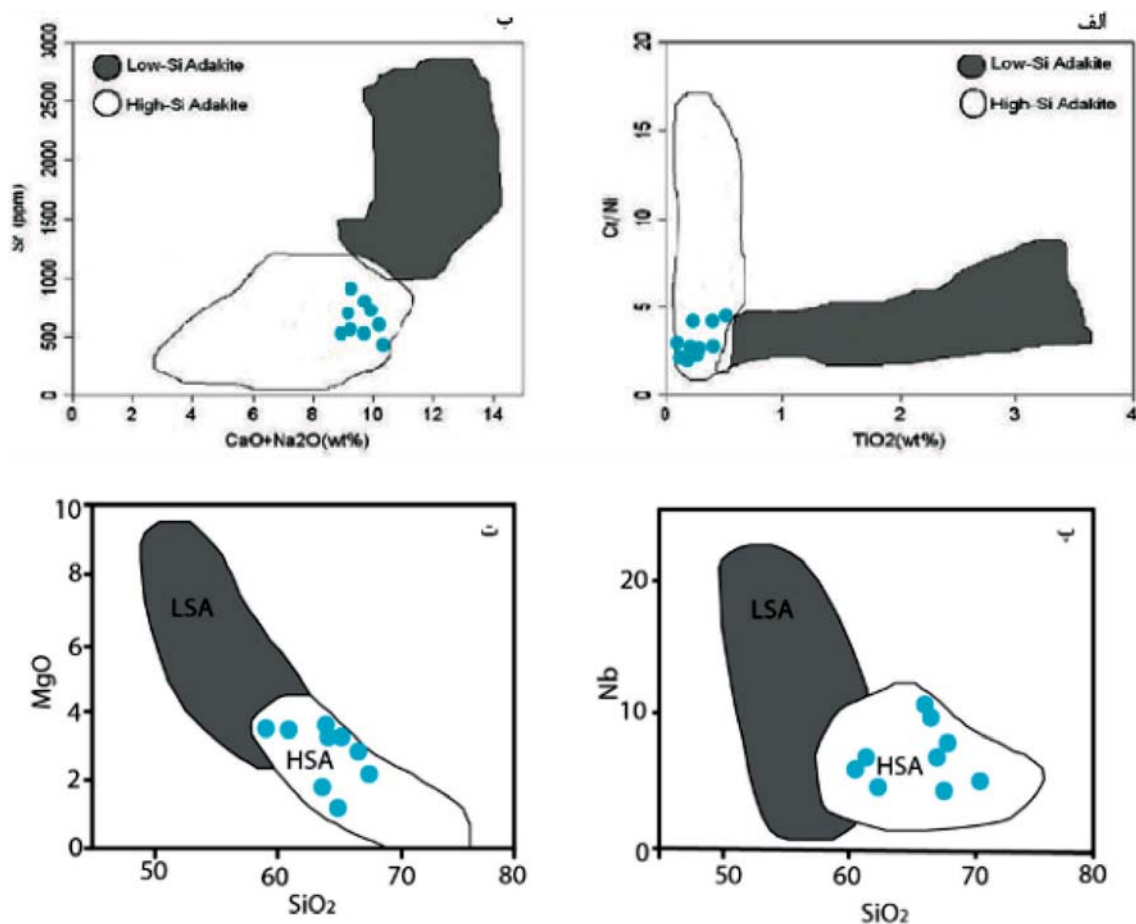 ب
3000
2500
2000
1500
1000
500
0
Sr (ppm)
Low-Si Adakite
High-Si Adakite
0 2 4 6 8 10 12 14
CaO+Na2O(wt%)
الف
20
15
10
5
0
Cr/Ni
Low-Si Adakite
High-Si Adakite
0 1 2 3 4
TiO2(wt%)
10
8
6
4
2
0
MgO
LSA
HSA
50 60 70 80
SiO₂
20
10
0
Nb
LSA
HSA
50 60 70 80
SiO₂